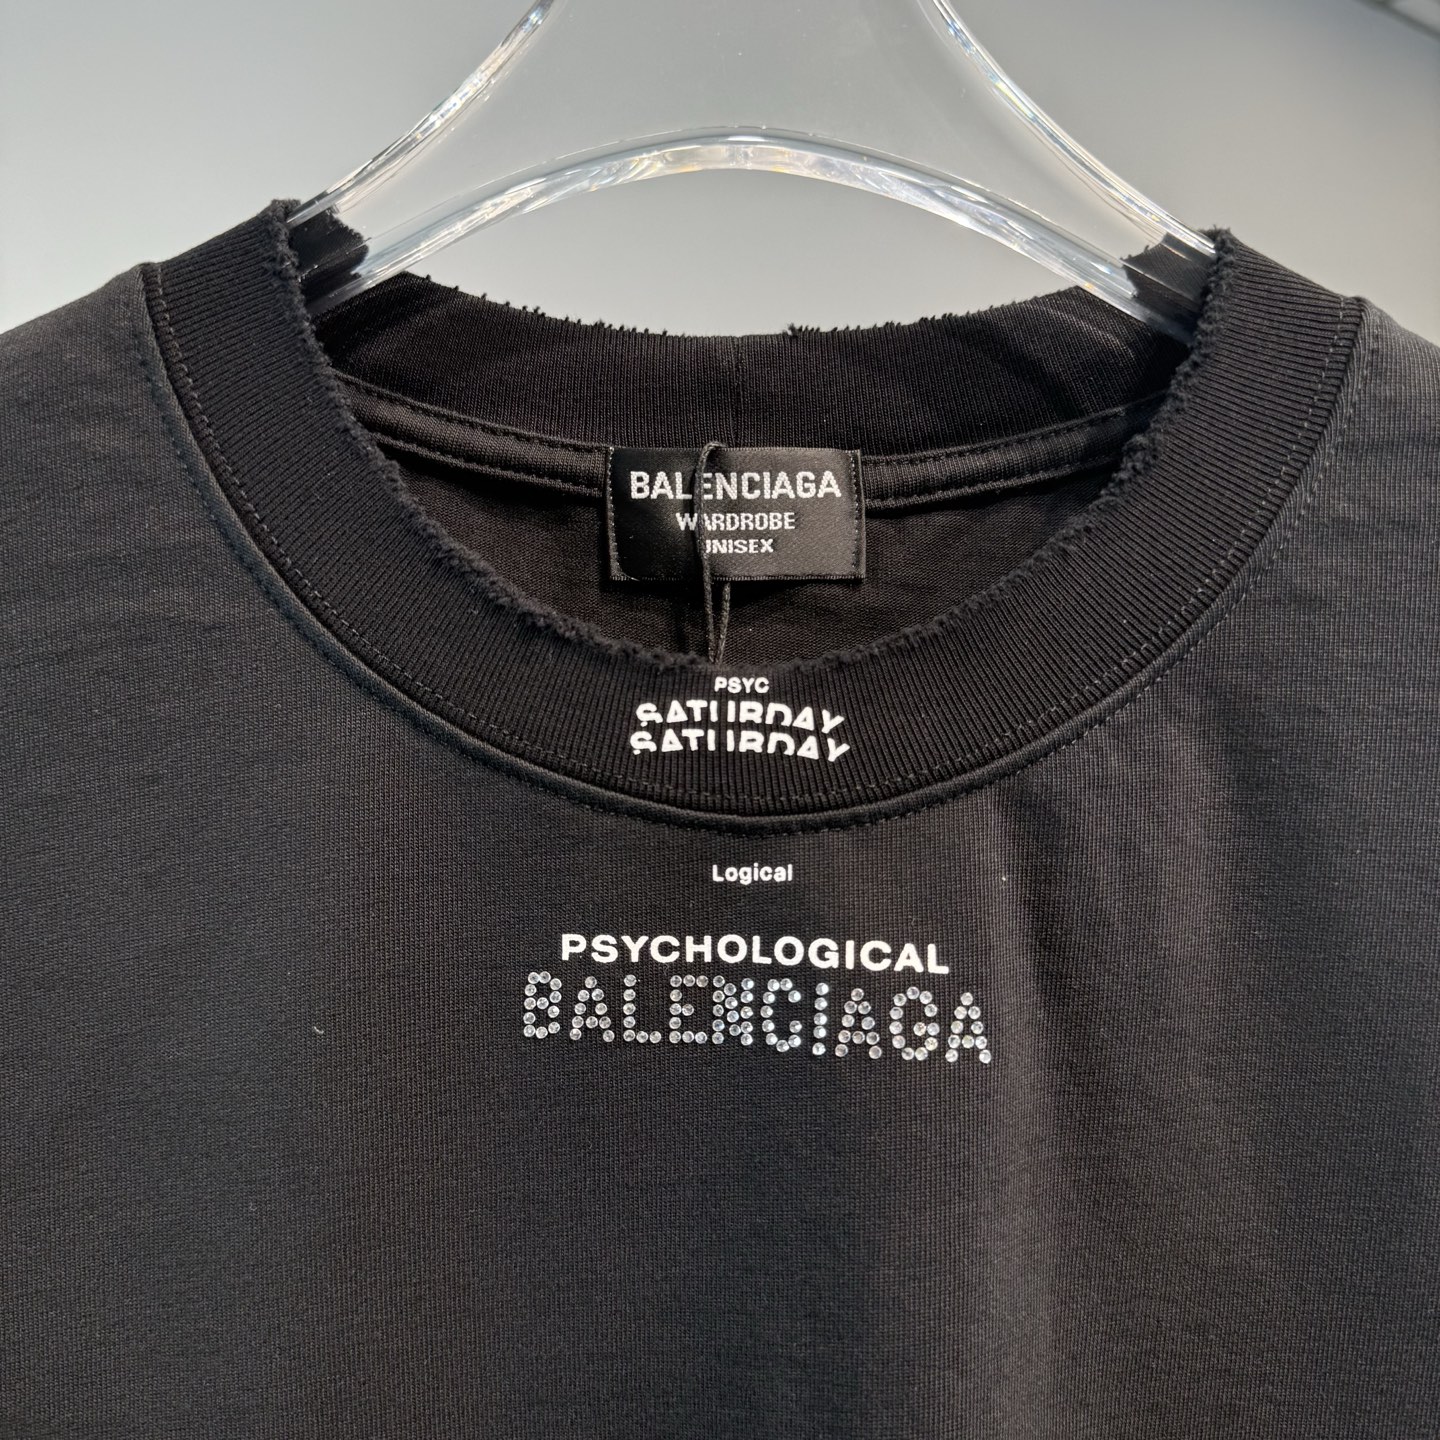 BALENCIAGA
WARDROBE
UNISEX
PSYC
SATURDAY
SATURDAY
Logical
PSYCHOLOGICAL
BALENCIAGA